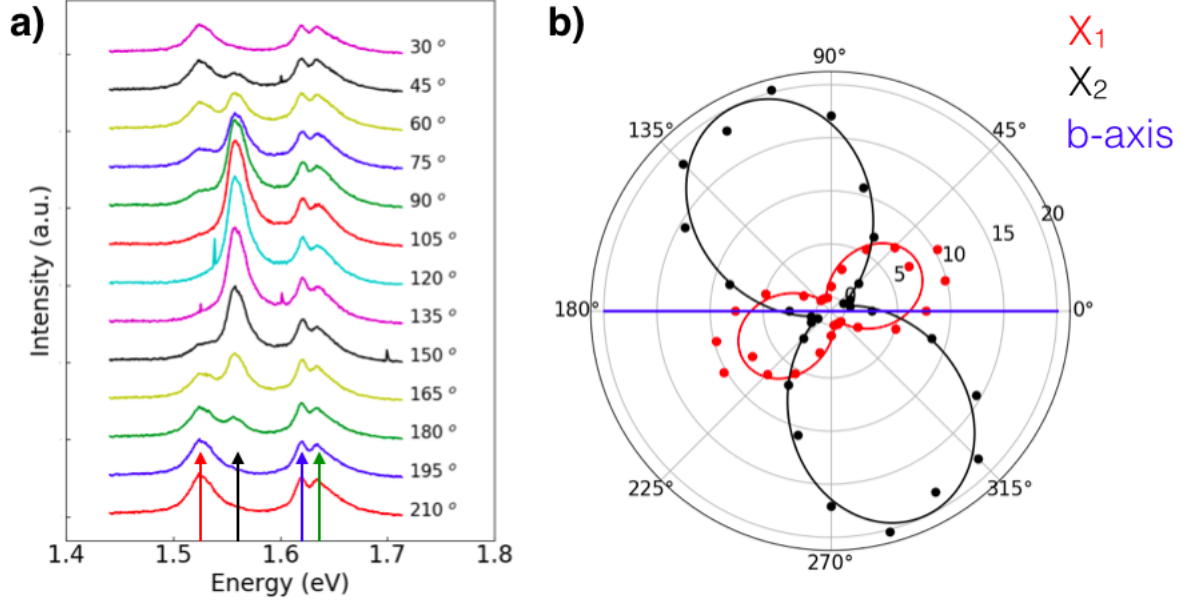 a)
30 o
45 o
60 o
75 o
90 o
105 o
120 o
135 o
150 o
165 o
180 o
195 o
210 o
Intensity (a.u.)
1.4 1.5 1.6 1.7 1.8
Energy (eV)
b)
X1
X2
b-axis
90°
135° 45°
20
15
10
5
0
180° 0°
225° 315°
270°